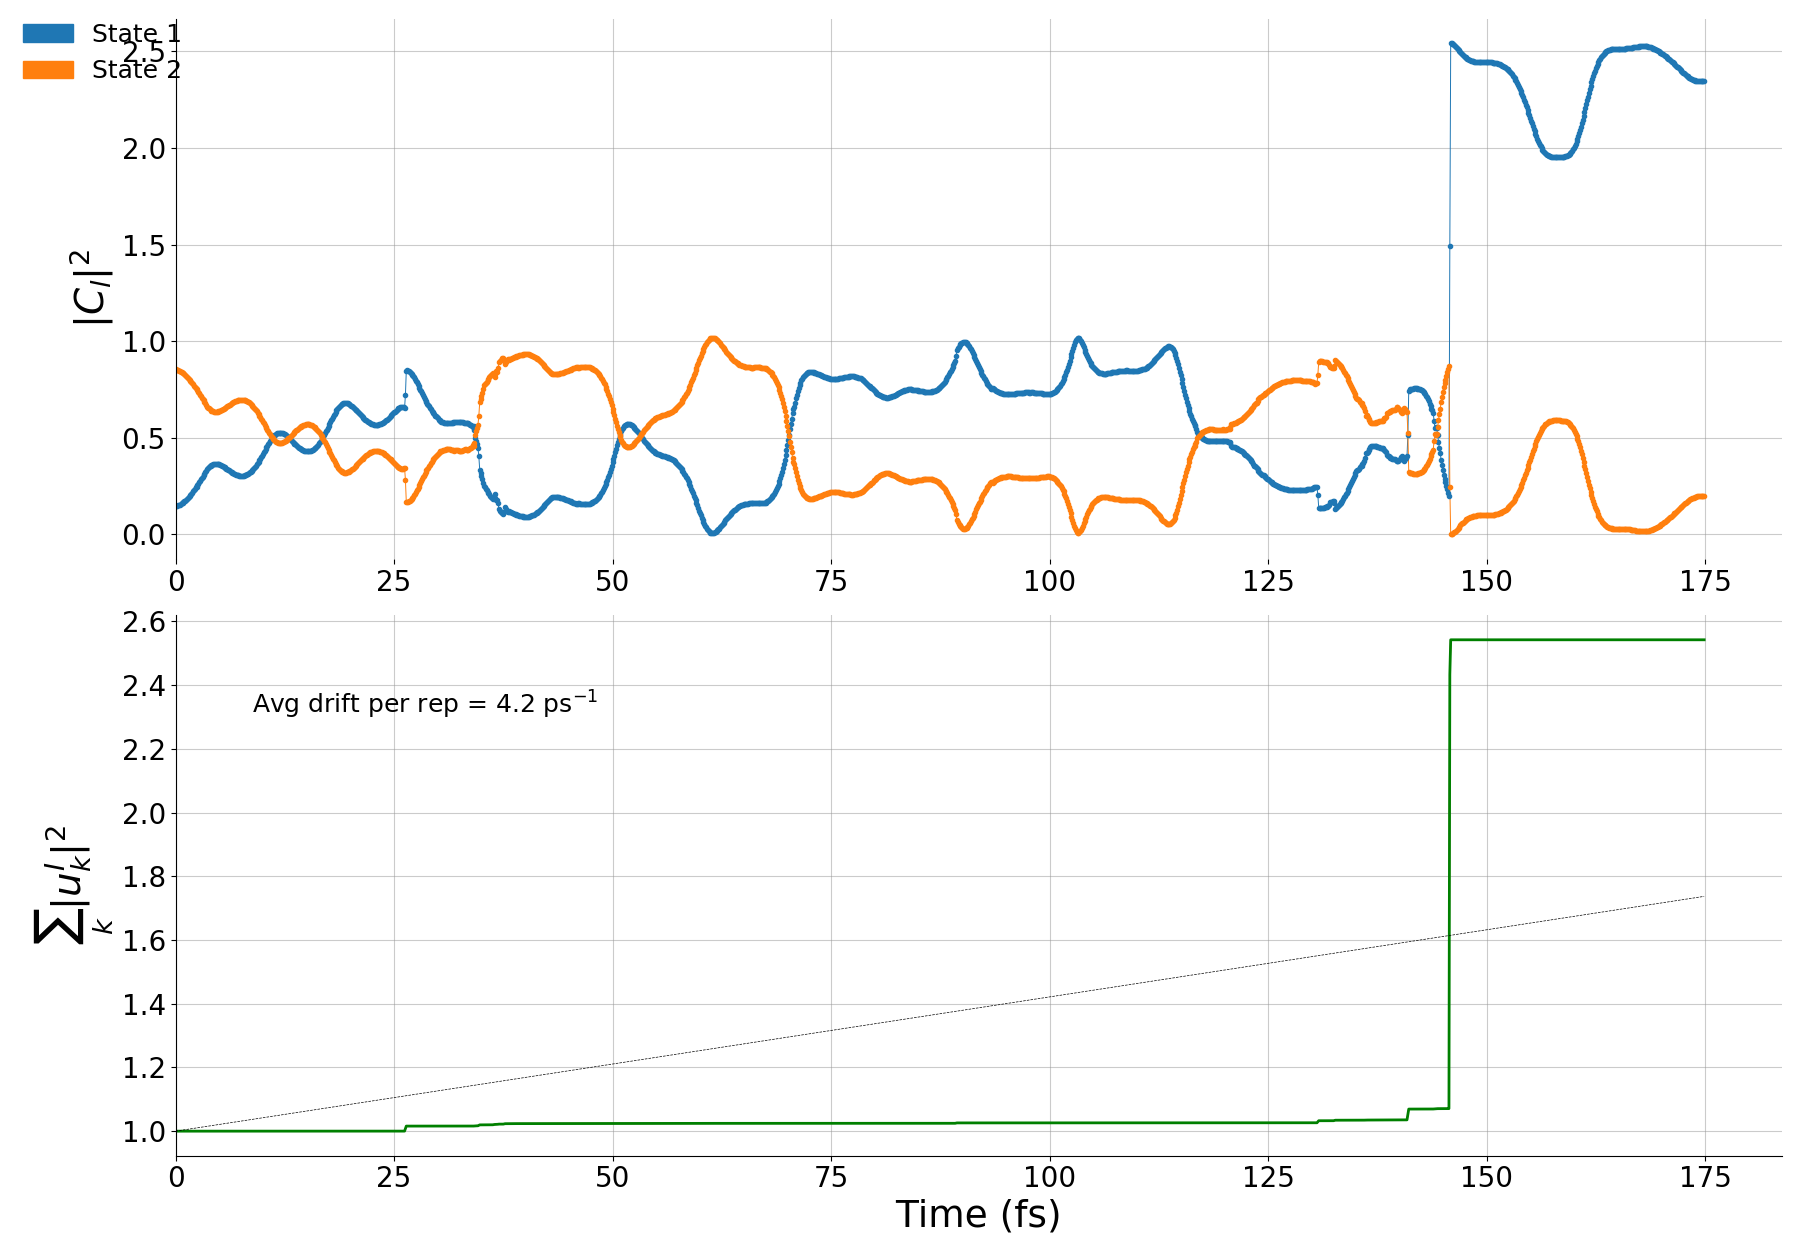 State 1
State 2
2.5
2.0
1.5
1.0
0.5
0.0
|C_l|^2
0 25 50 75 100 125 150 175
2.6
2.4
2.2
2.0
1.8
1.6
1.4
1.2
1.0
∑_k |u_k^l|^2
Avg drift per rep = 4.2 ps^{-1}
0 25 50 75 100 125 150 175
Time (fs)